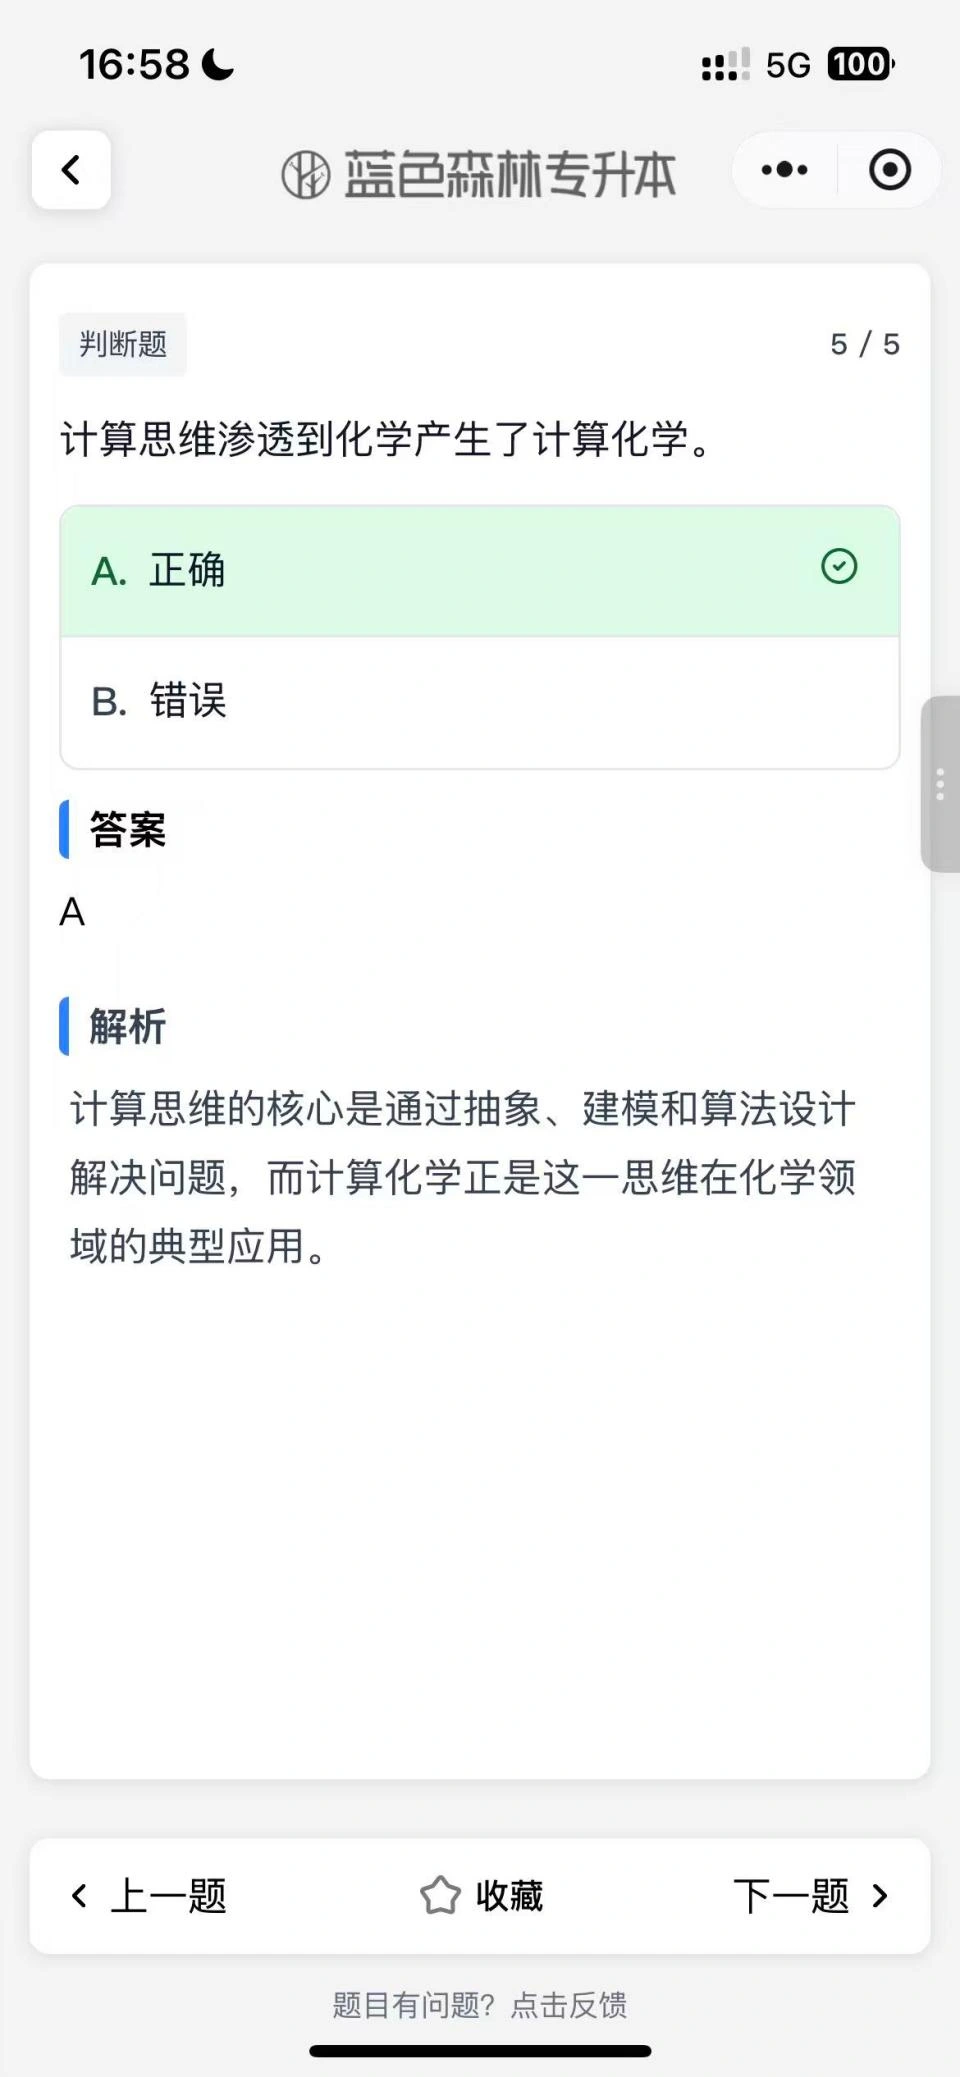 16:58
5G
100
蓝色森林专升本
判断题
5 / 5
计算思维渗透到化学产生了计算化学。
A. 正确
B. 错误
答案
A
解析
计算思维的核心是通过抽象、建模和算法设计
解决问题，而计算化学正是这一思维在化学领
域的典型应用。
上一题
收藏
下一题
题目有问题？点击反馈